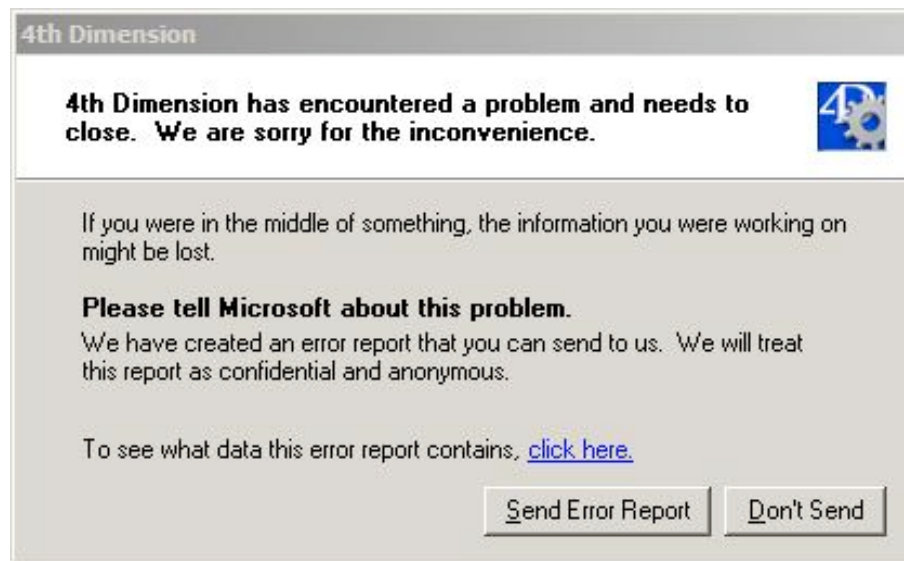 4th Dimension
4th Dimension has encountered a problem and needs to
close.  We are sorry for the inconvenience.
4D
If you were in the middle of something, the information you were working on
might be lost.
Please tell Microsoft about this problem.
We have created an error report that you can send to us.  We will treat
this report as confidential and anonymous.
To see what data this error report contains, click here.
Send Error Report
Don't Send